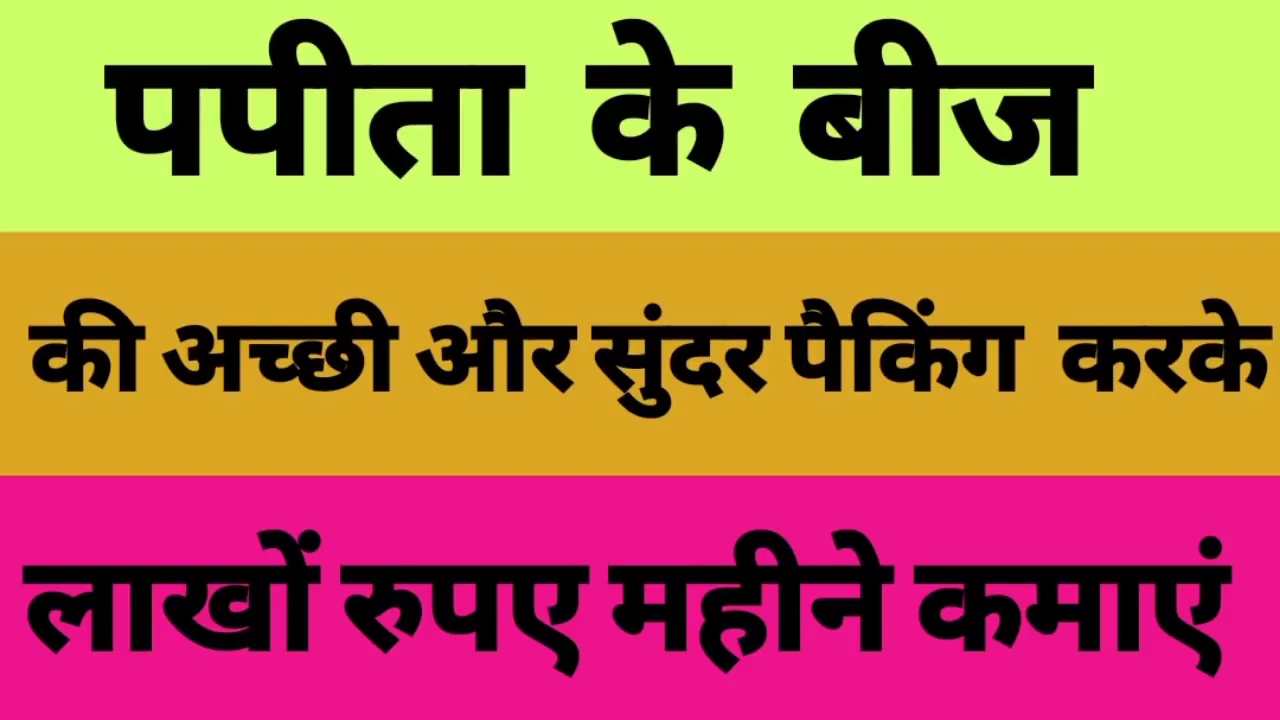 पपीता के बीज
की अच्छी और सुंदर पैकिंग करके
लाखों रुपए महीने कमाएं